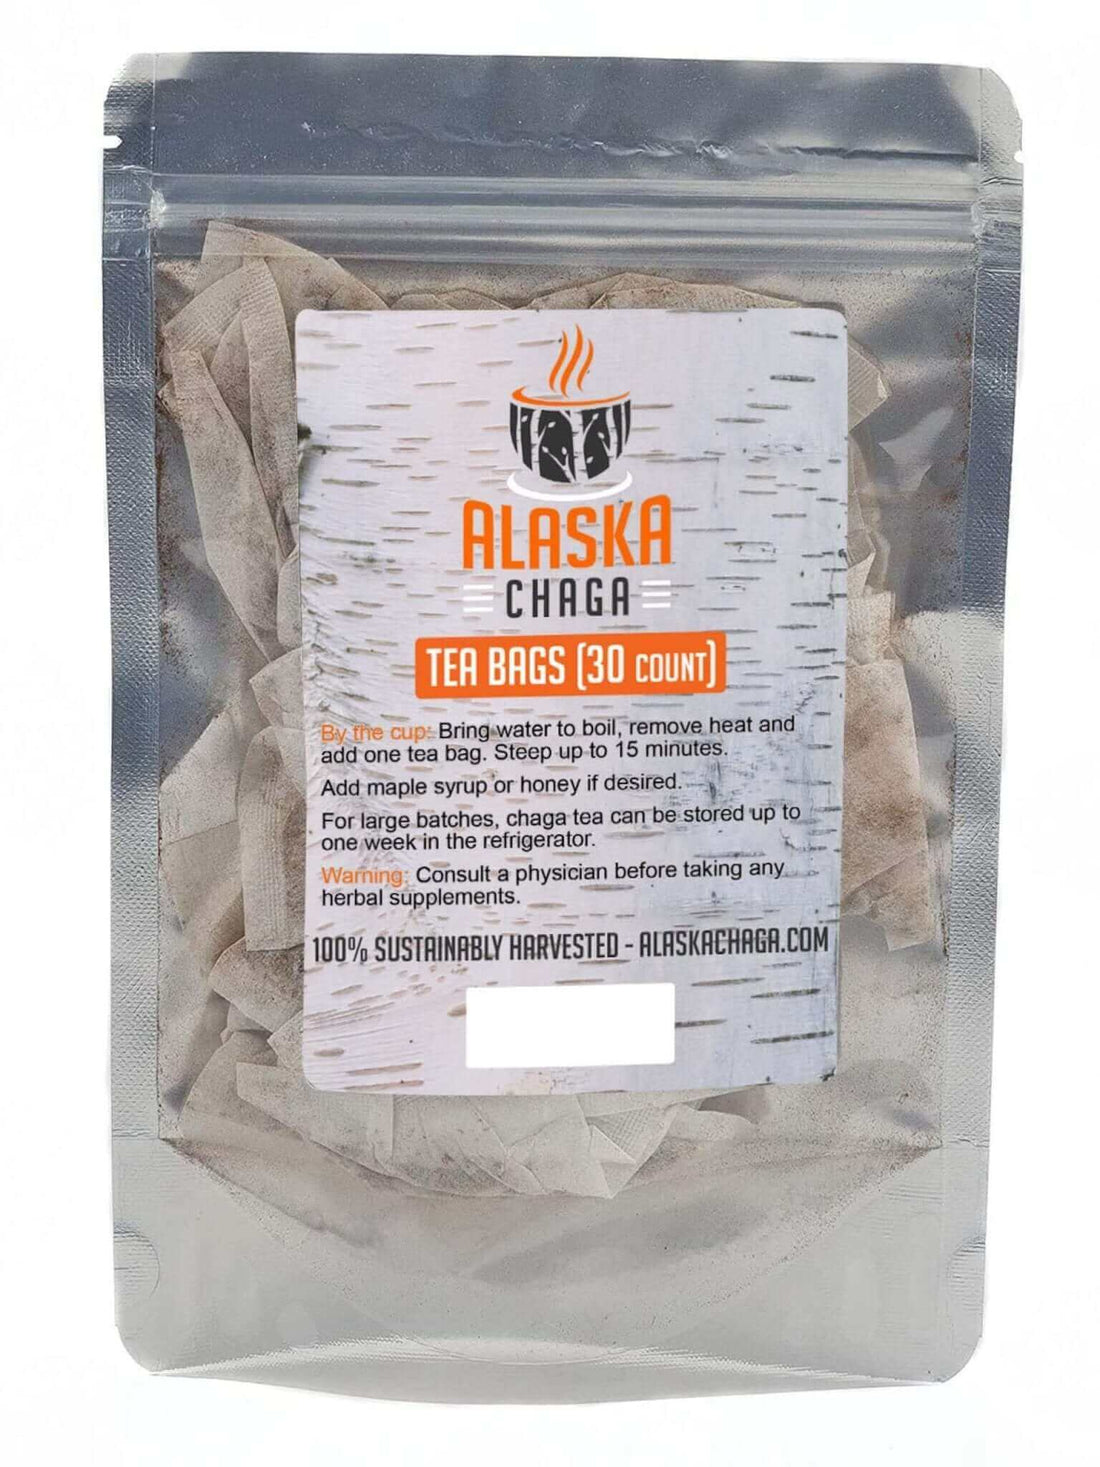 ALASKA
CHAGA
TEA BAGS (30 COUNT)
By the cup: Bring water to boil, remove heat and
add one tea bag. Steep up to 15 minutes.
Add maple syrup or honey if desired.
For large batches, chaga tea can be stored up to
one week in the refrigerator.
Warning: Consult a physician before taking any
herbal supplements.
100% SUSTAINABLY HARVESTED - ALASKACHAGA.COM